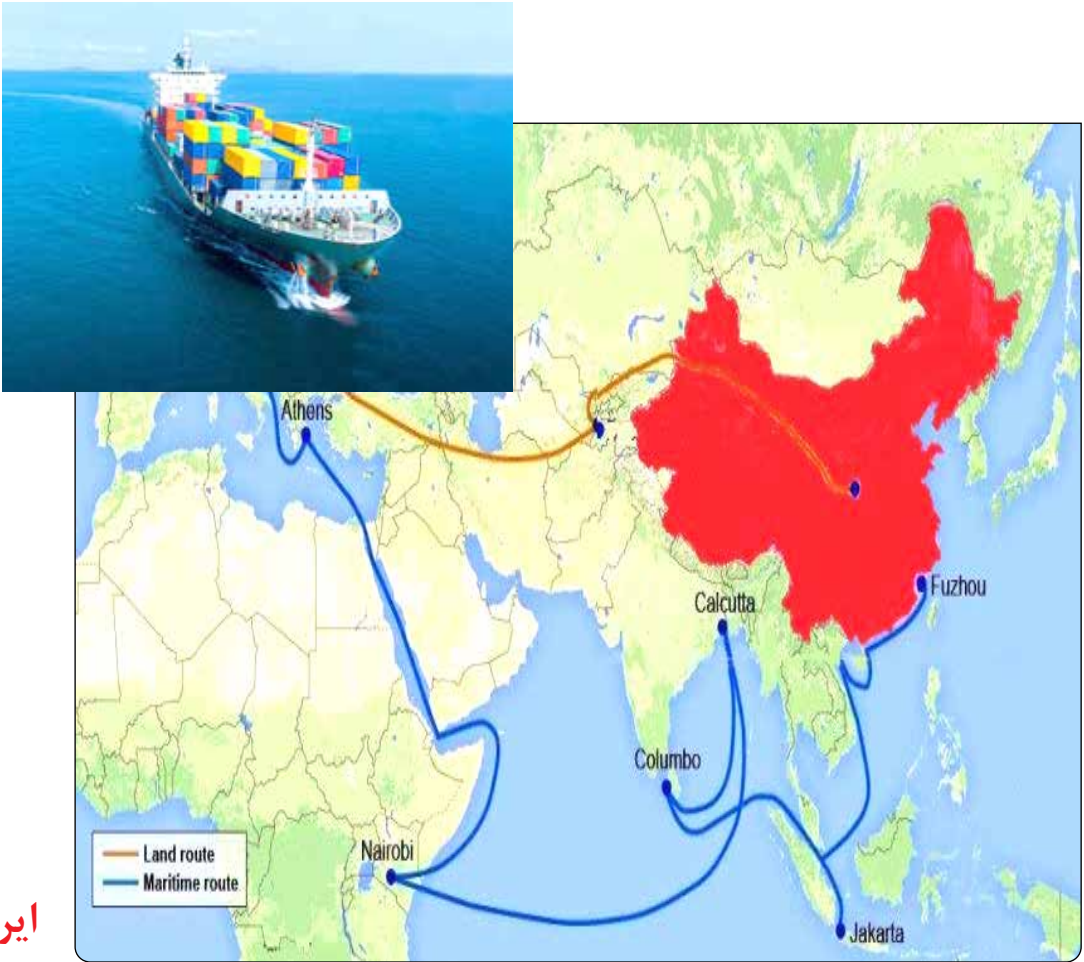 Athens
Fuzhou
Calcutta
Columbo
Land route
Maritime route
Nairobi
Jakarta
ایر